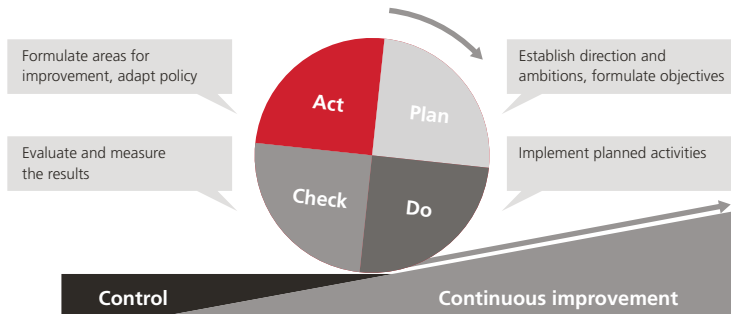 Formulate areas for
improvement, adapt policy
Act
Plan
Establish direction and
ambitions, formulate objectives
Evaluate and measure
the results
Check
Do
Implement planned activities
Control
Continuous improvement